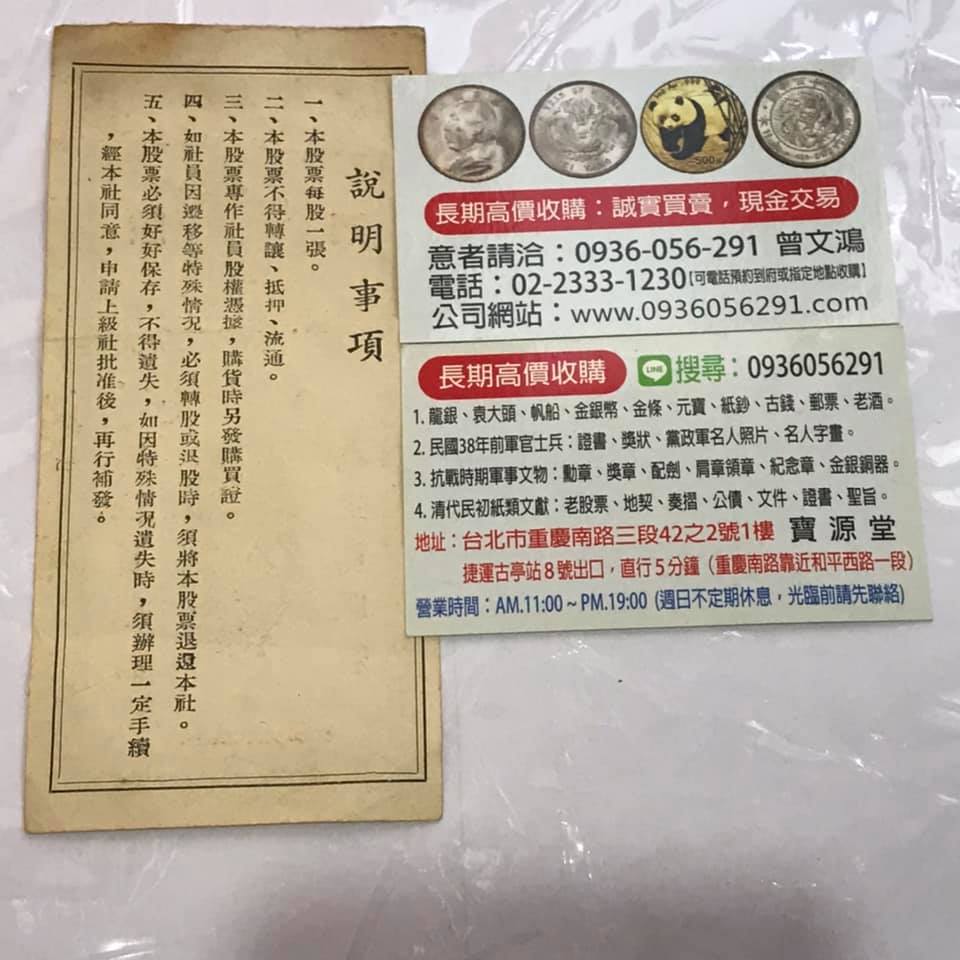 說明事項
一、本股票每股一張。
二、本股票不得轉讓、抵押、流通。
三、本股票專作社員股權憑據，購貨時另發購買證。
四、如社員因遷移等特殊情况，必須轉股或退股時，須將本股票退還本社。
五、本股票必須好好保存，不得遺失，如因特殊情况遺失時，須辦理一定手續
，經本社同意，申請上級社批准後，再行補發。
長期高價收購：誠實買賣，現金交易
意者請洽：0936-056-291 曾文鴻
電話：02-2333-1230【可電話預約到府或指定地點收購】
公司網站：www.0936056291.com
長期高價收購 LINE 搜尋：0936056291
1. 龍銀、袁大頭、帆船、金銀幣、金條、元寶、紙鈔、古錢、郵票、老酒。
2. 民國38年前軍官士兵：證書、獎狀、黨政軍名人照片、名人字畫。
3. 抗戰時期軍事文物：勳章、獎章、配劍、肩章領章、紀念章、金銀銅器。
4. 清代民初紙類文獻：老股票、地契、奏摺、公債、文件、證書、聖旨。
地址：台北市重慶南路三段42之2號1樓 寶源堂
捷運古亭站8號出口，直行5分鐘（重慶南路靠近和平西路一段）
營業時間：AM.11:00 ~ PM.19:00 (週日不定期休息，光臨前請先聯絡)